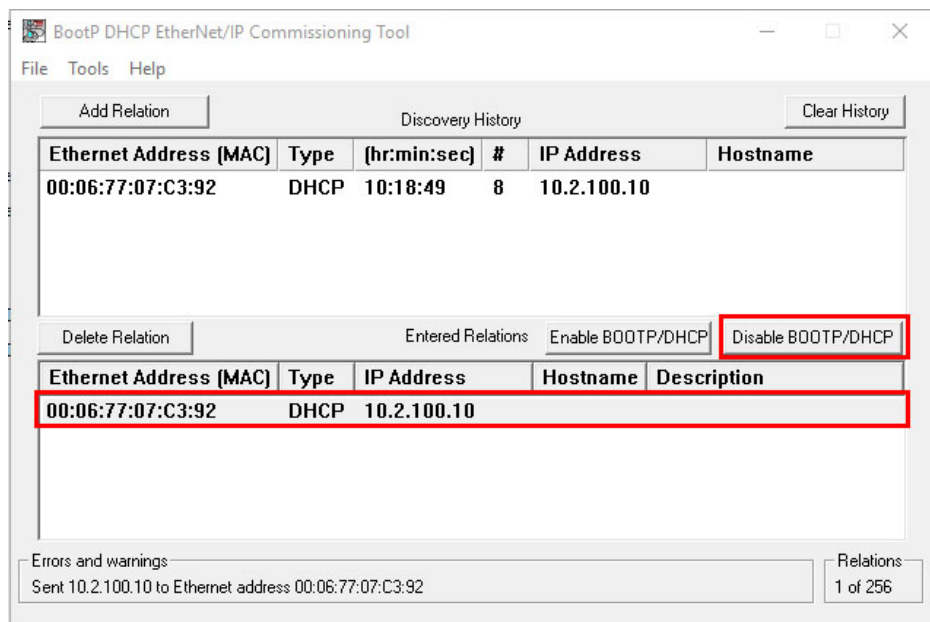 BootP DHCP EtherNet/IP Commissioning Tool
File Tools Help
Add Relation Discovery History Clear History
Ethernet Address (MAC) Type (hr:min:sec) # IP Address Hostname
00:06:77:07:C3:92 DHCP 10:18:49 8 10.2.100.10
Delete Relation Entered Relations Enable BOOTP/DHCP Disable BOOTP/DHCP
Ethernet Address (MAC) Type IP Address Hostname Description
00:06:77:07:C3:92 DHCP 10.2.100.10
Errors and warnings Relations
Sent 10.2.100.10 to Ethernet address 00:06:77:07:C3:92 1 of 256